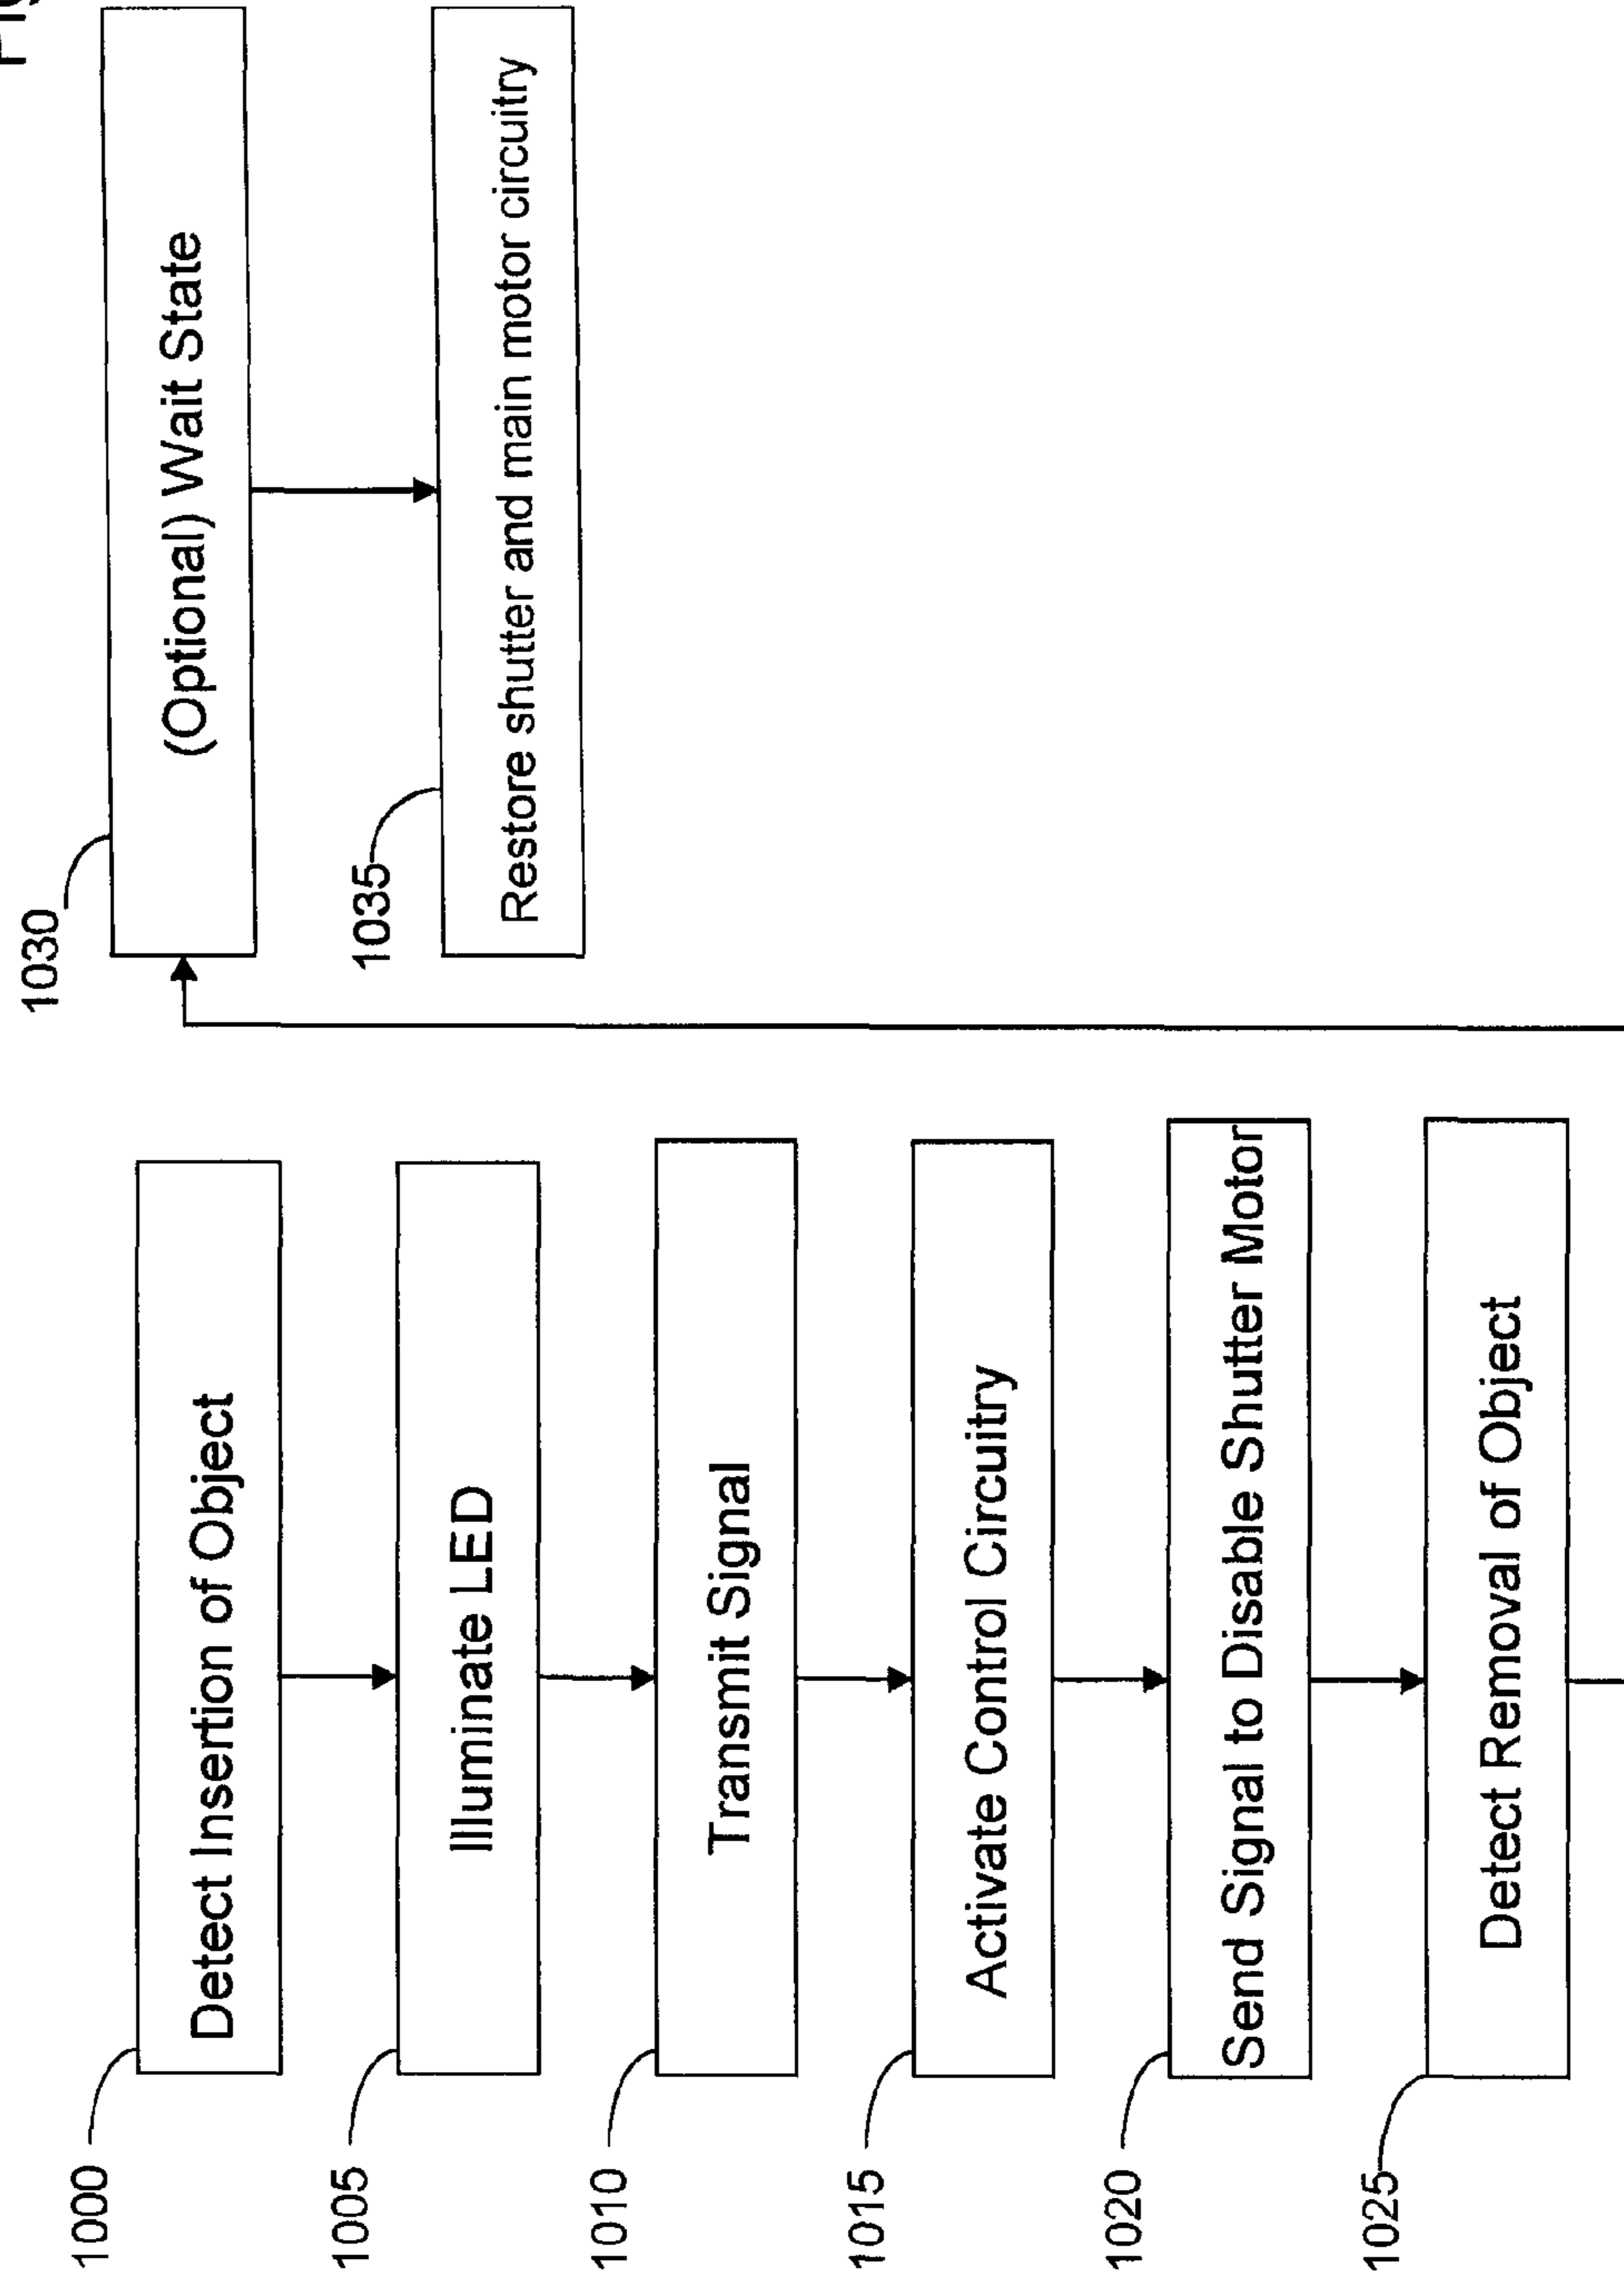 1000
Detect Insertion of Object
1005
Illuminate LED
1010
Transmit Signal
1015
Activate Control Circuitry
1020
Send Signal to Disable Shutter Motor
1025
Detect Removal of Object
1030
(Optional) Wait State
1035
Restore shutter and main motor circuitry